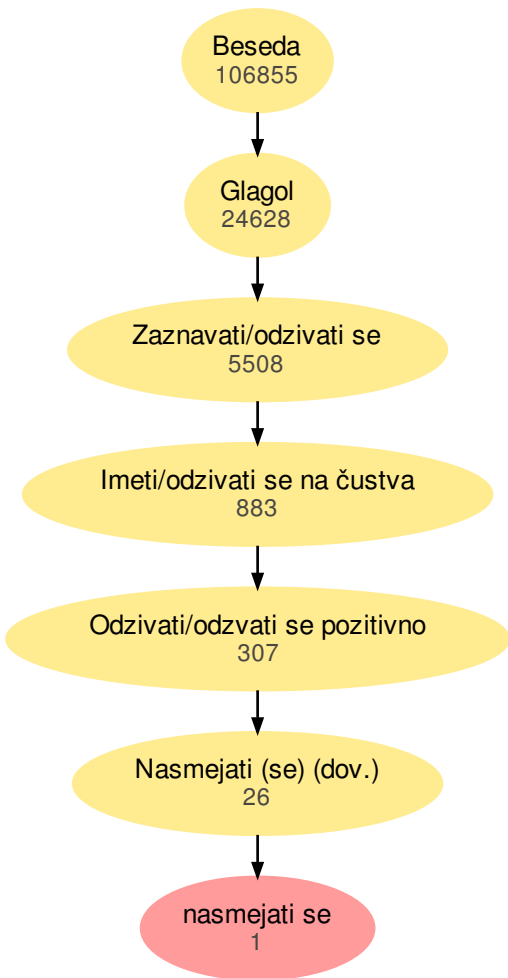 Beseda
106855
Glagol
24628
Zaznavati/odzivati se
5508
Imeti/odzivati se na čustva
883
Odzivati/odzvati se pozitivno
307
Nasmejati (se) (dov.)
26
nasmejati se
1